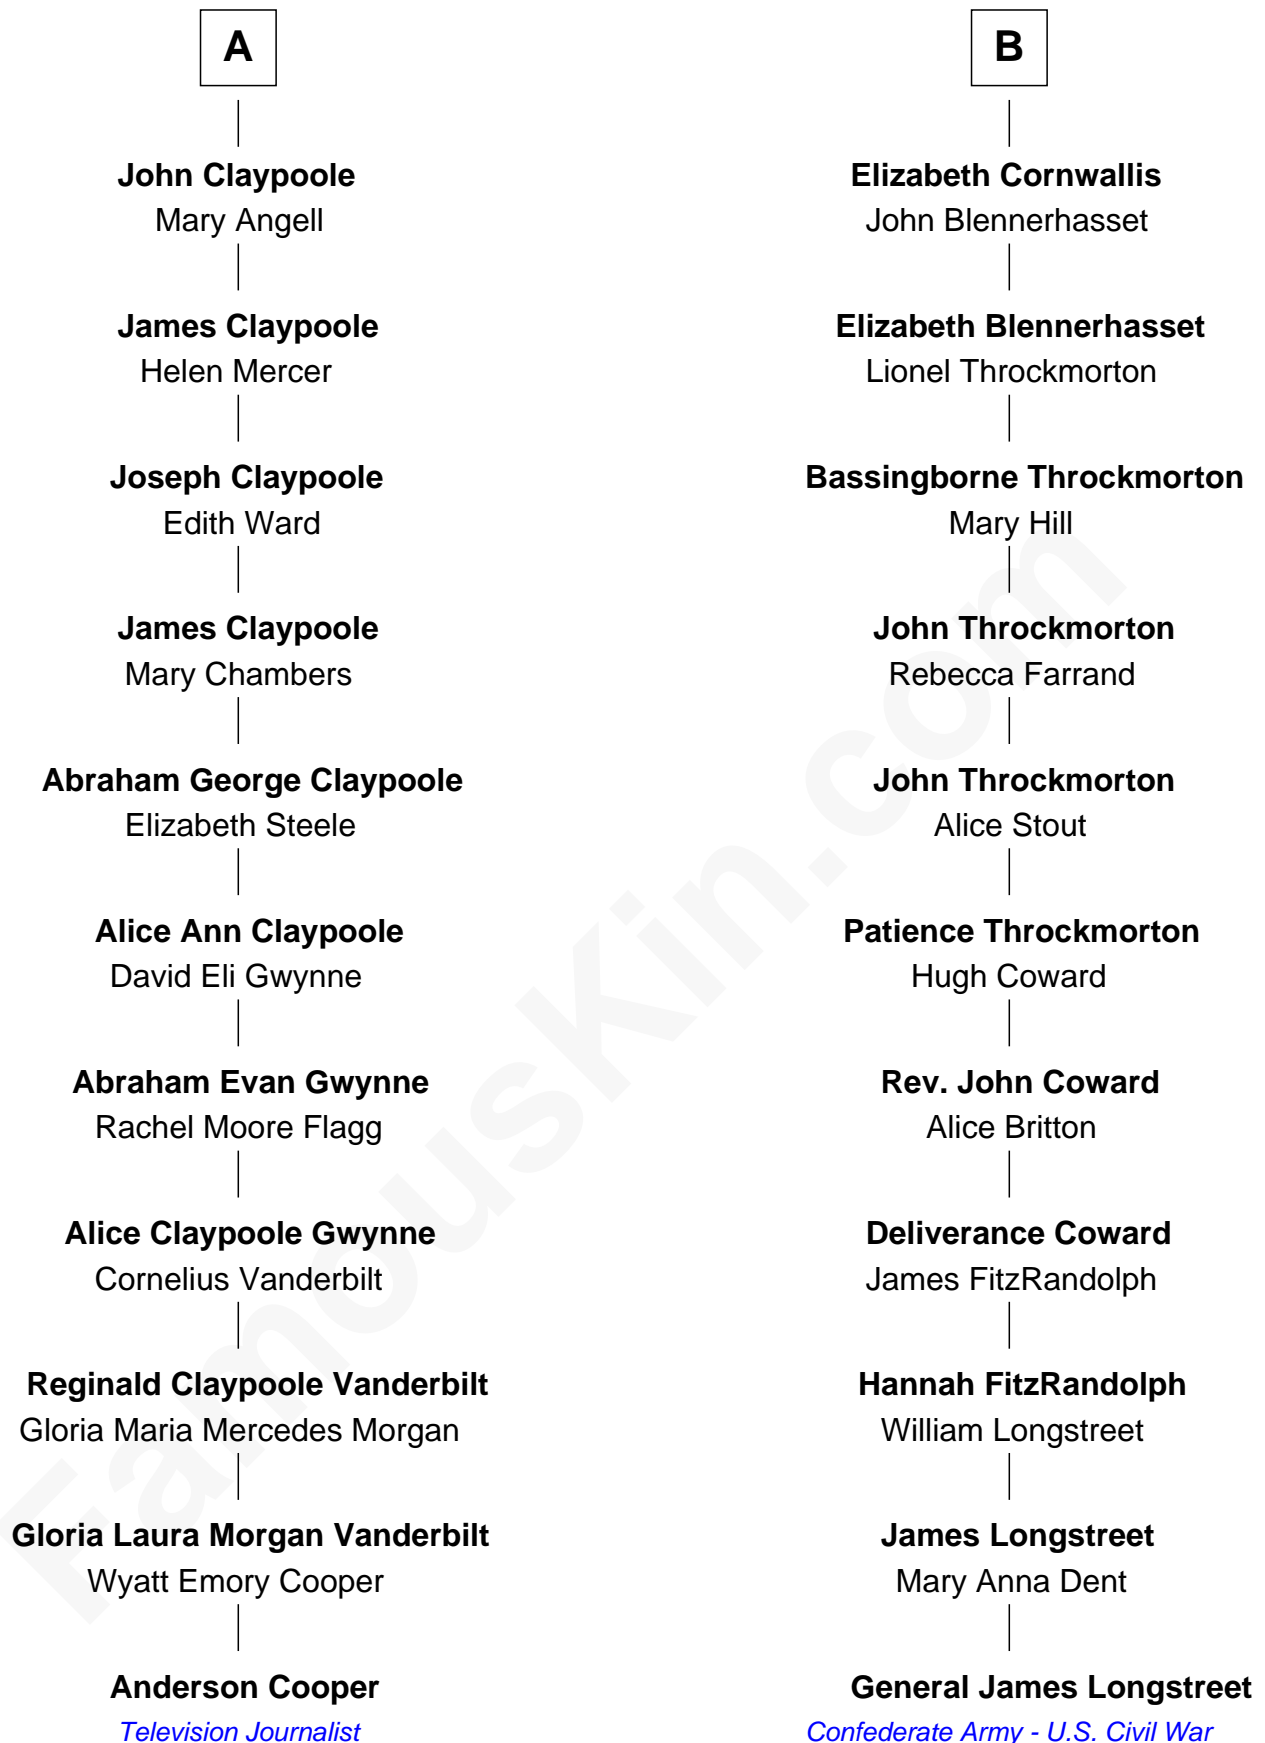 A
John Claypoole
Mary Angell
James Claypoole
Helen Mercer
Joseph Claypoole
Edith Ward
James Claypoole
Mary Chambers
Abraham George Claypoole
Elizabeth Steele
Alice Ann Claypoole
David Eli Gwynne
Abraham Evan Gwynne
Rachel Moore Flagg
Alice Claypoole Gwynne
Cornelius Vanderbilt
Reginald Claypoole Vanderbilt
Gloria Maria Mercedes Morgan
Gloria Laura Morgan Vanderbilt
Wyatt Emory Cooper
Anderson Cooper
Television Journalist
B
Elizabeth Cornwallis
John Blennerhasset
Elizabeth Blennerhasset
Lionel Throckmorton
Bassingborne Throckmorton
Mary Hill
John Throckmorton
Rebecca Farrand
John Throckmorton
Alice Stout
Patience Throckmorton
Hugh Coward
Rev. John Coward
Alice Britton
Deliverance Coward
James FitzRandolph
Hannah FitzRandolph
William Longstreet
James Longstreet
Mary Anna Dent
General James Longstreet
Confederate Army - U.S. Civil War
FamousKin.com